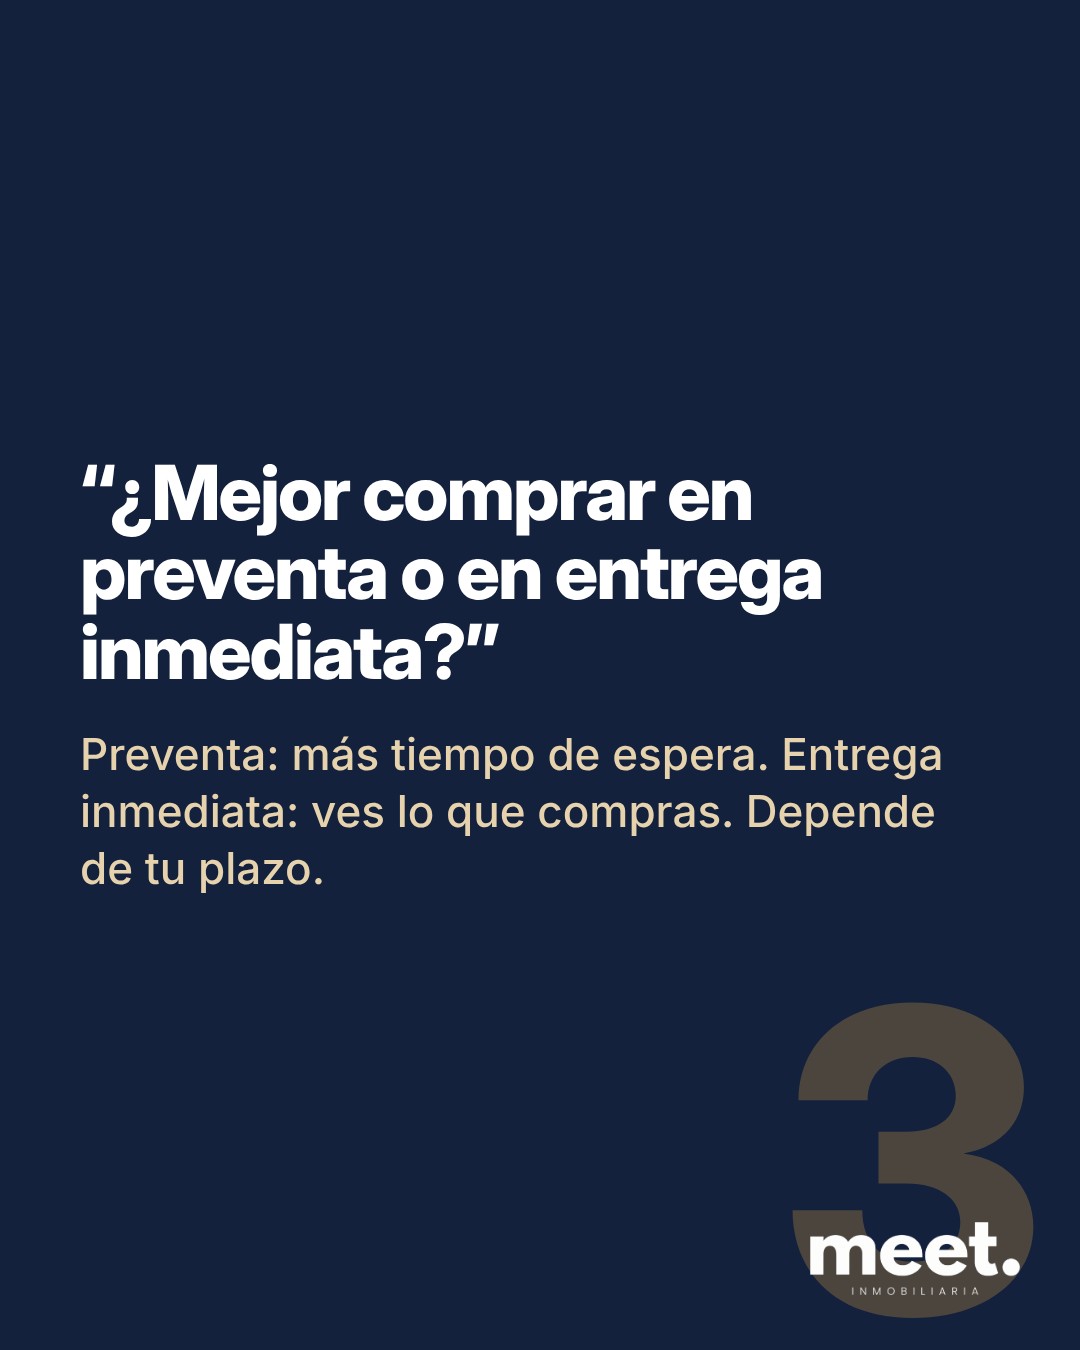 “¿Mejor comprar en
preventa o en entrega
inmediata?”
Preventa: más tiempo de espera. Entrega
inmediata: ves lo que compras. Depende
de tu plazo.
3
meet.
INMOBILIARIA